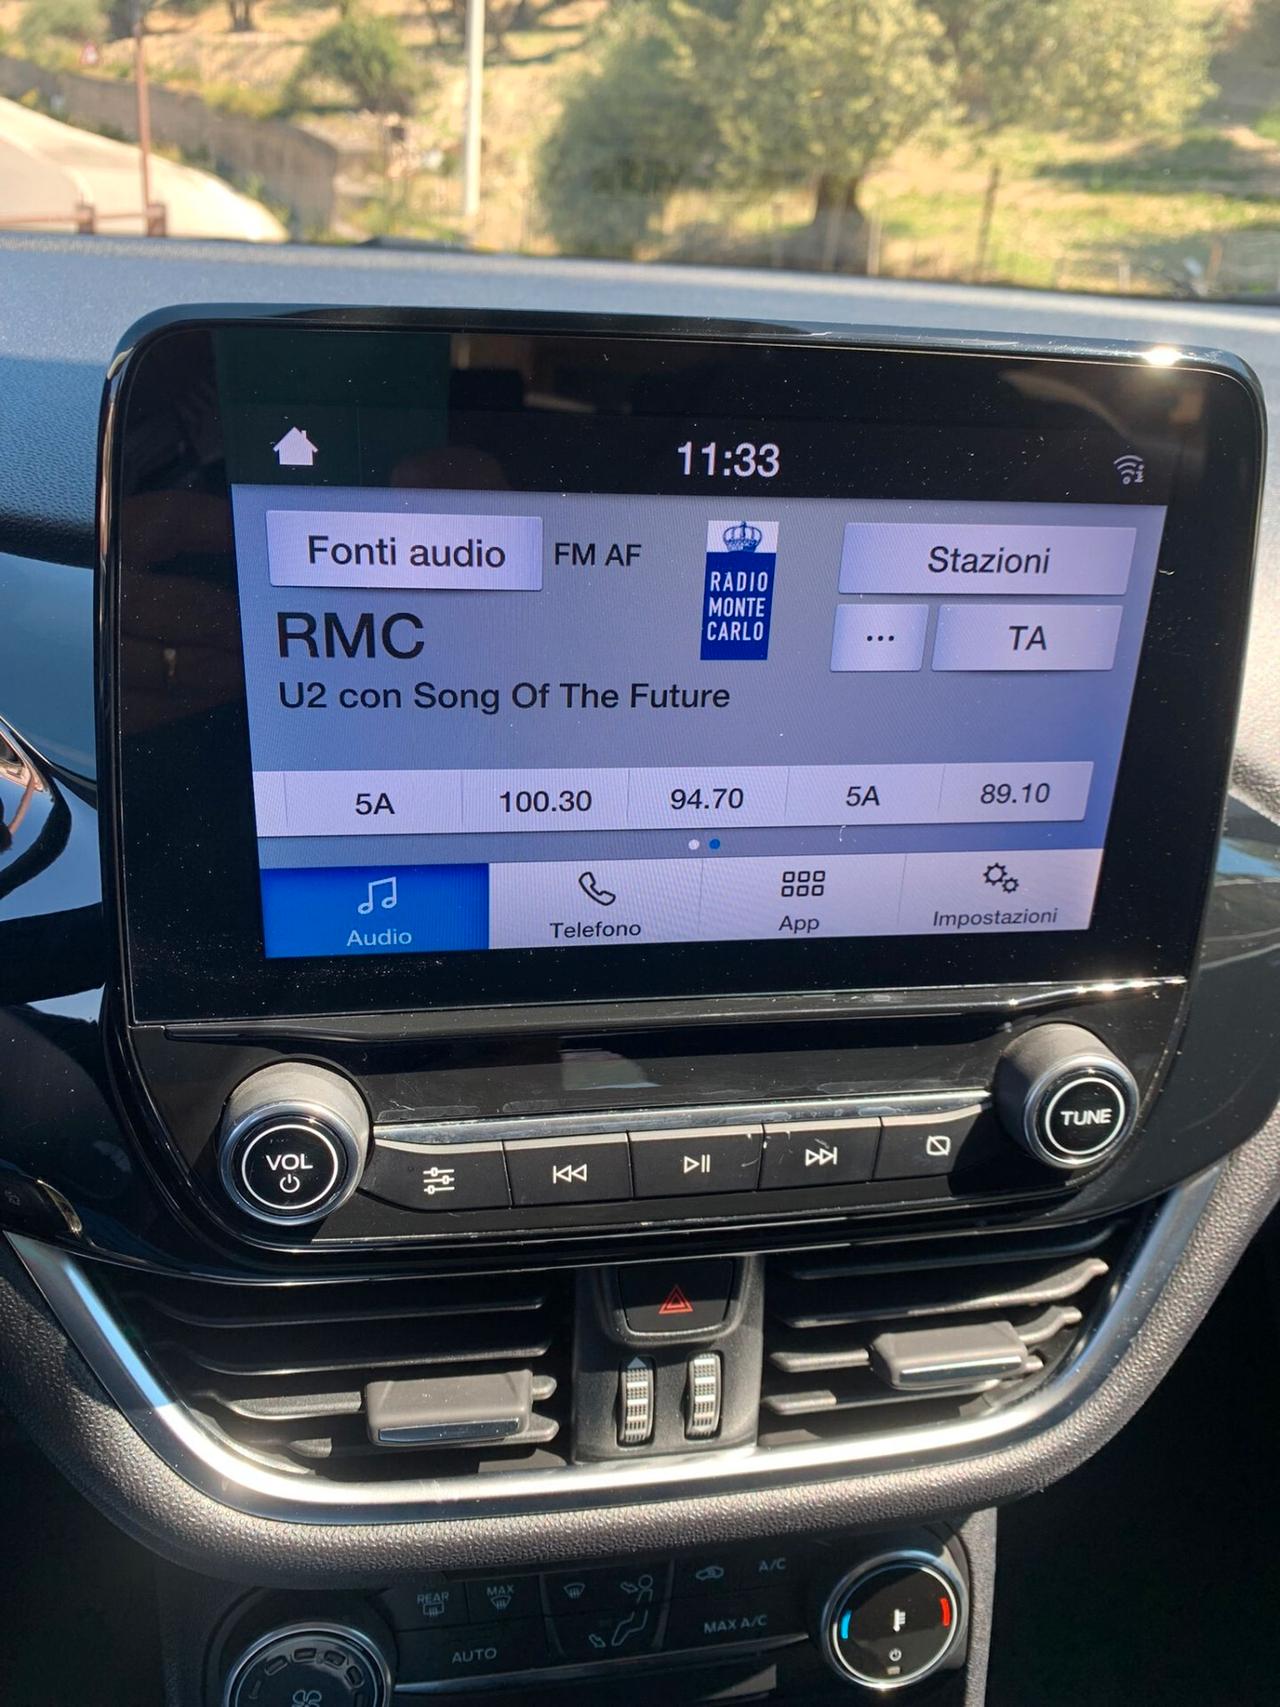 11:33
Fonti audio
FM AF
RADIO
MONTE
CARLO
Stazioni
RMC
...
TA
U2 con Song Of The Future
5A
100.30
94.70
5A
89.10
Audio
Telefono
App
Impostazioni
VOL
TUNE
REAR
MAX
A/C
AUTO
MAX A/C